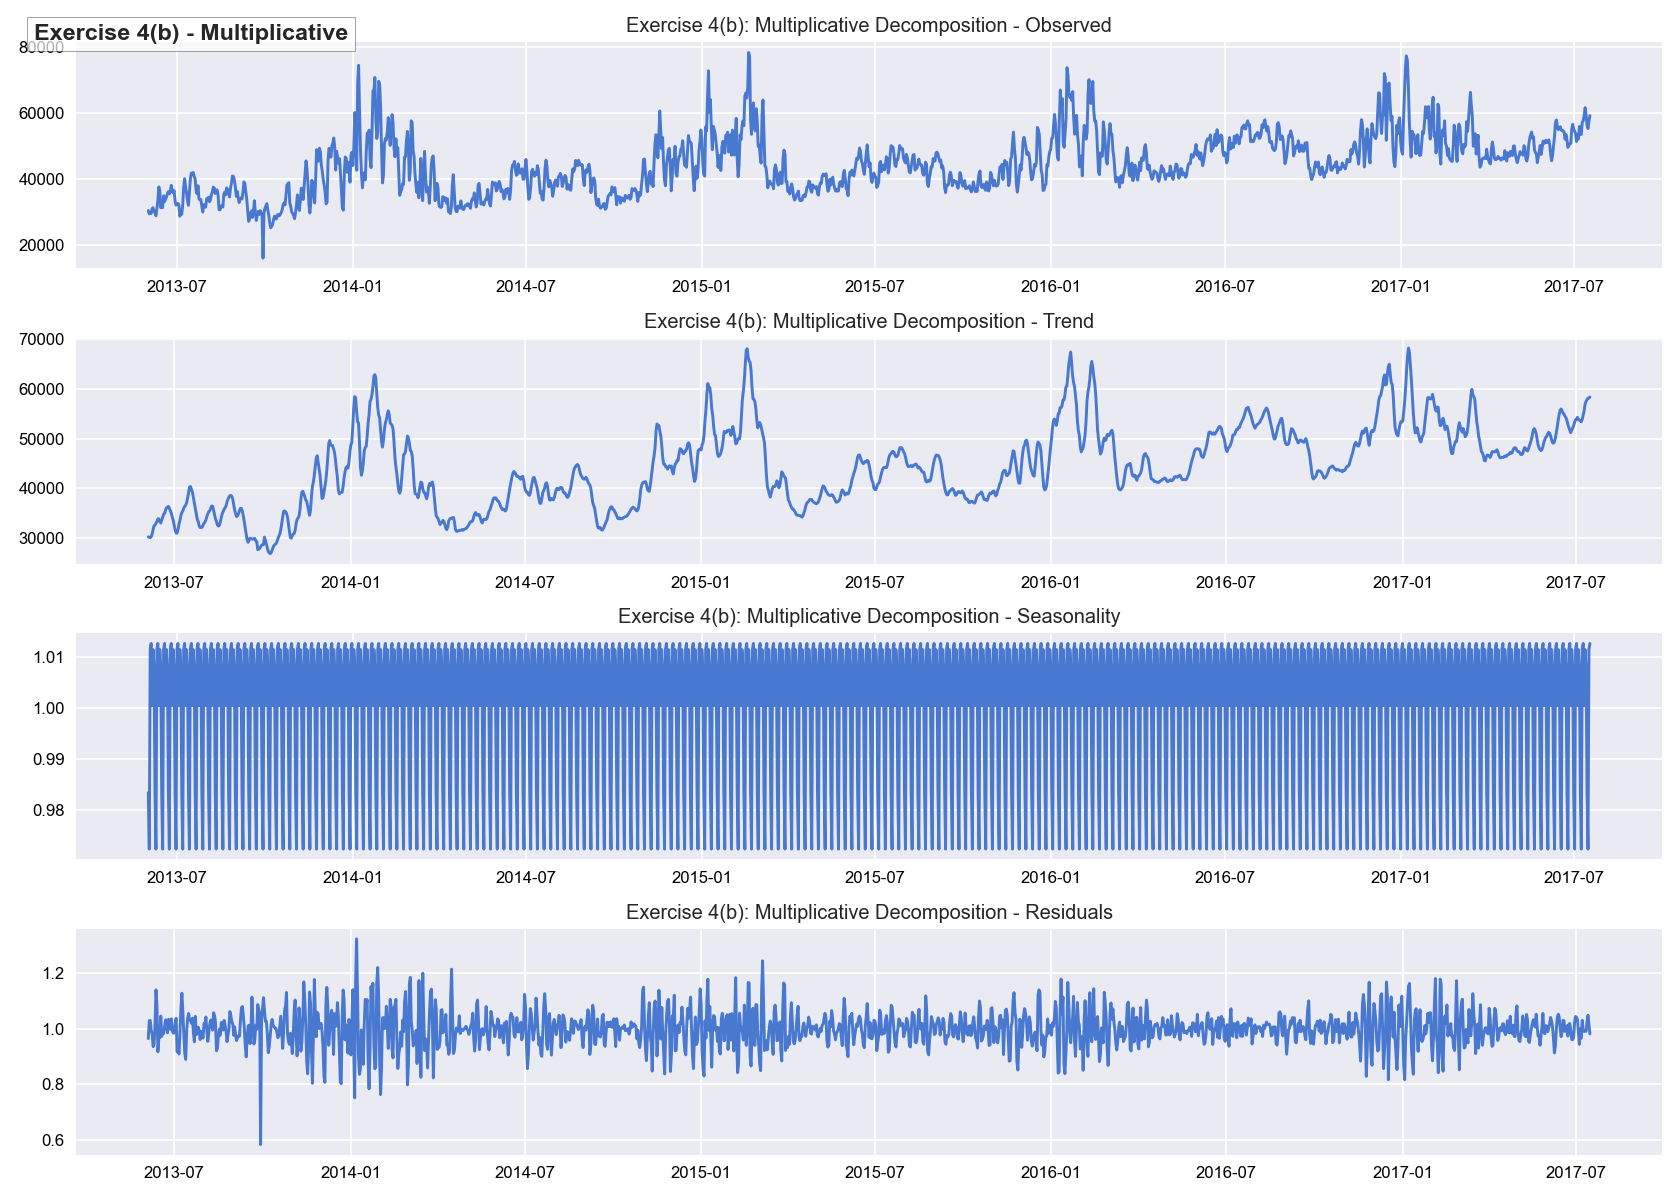 Exercise 4(b): Multiplicative Decomposition - Observed
Exercise 4(b) - Multiplicative
80000
60000
40000
20000
2013-07 2014-01 2014-07 2015-01 2015-07 2016-01 2016-07 2017-01 2017-07
Exercise 4(b): Multiplicative Decomposition - Trend
70000
60000
50000
40000
30000
2013-07 2014-01 2014-07 2015-01 2015-07 2016-01 2016-07 2017-01 2017-07
Exercise 4(b): Multiplicative Decomposition - Seasonality
1.01
1.00
0.99
0.98
2013-07 2014-01 2014-07 2015-01 2015-07 2016-01 2016-07 2017-01 2017-07
Exercise 4(b): Multiplicative Decomposition - Residuals
1.2
1.0
0.8
0.6
2013-07 2014-01 2014-07 2015-01 2015-07 2016-01 2016-07 2017-01 2017-07